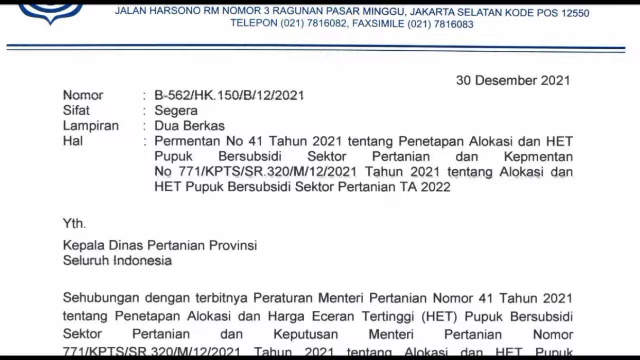 JALAN HARSONO RM NOMOR 3 RAGUNAN PASAR MINGGU, JAKARTA SELATAN KODE POS 12550
TELEPON (021) 7816082, FAXSIMILE (021) 7816083
30 Desember 2021
Nomor : B-562/HK.150/B/12/2021
Sifat : Segera
Lampiran : Dua Berkas
Hal : Permentan No 41 Tahun 2021 tentang Penetapan Alokasi dan HET
Pupuk Bersubsidi Sektor Pertanian dan Kepmentan
No 771/KPTS/SR.320/M/12/2021 Tahun 2021 tentang Alokasi dan
HET Pupuk Bersubsidi Sektor Pertanian TA 2022
Yth.
Kepala Dinas Pertanian Provinsi
Seluruh Indonesia
Sehubungan dengan terbitnya Peraturan Menteri Pertanian Nomor 41 Tahun 2021
tentang Penetapan Alokasi dan Harga Eceran Tertinggi (HET) Pupuk Bersubsidi
Sektor Pertanian dan Keputusan Menteri Pertanian Nomor
771/KPTS/SR.320/M/12/2021 Tahun 2021 tentang Alokasi dan HET Pupuk